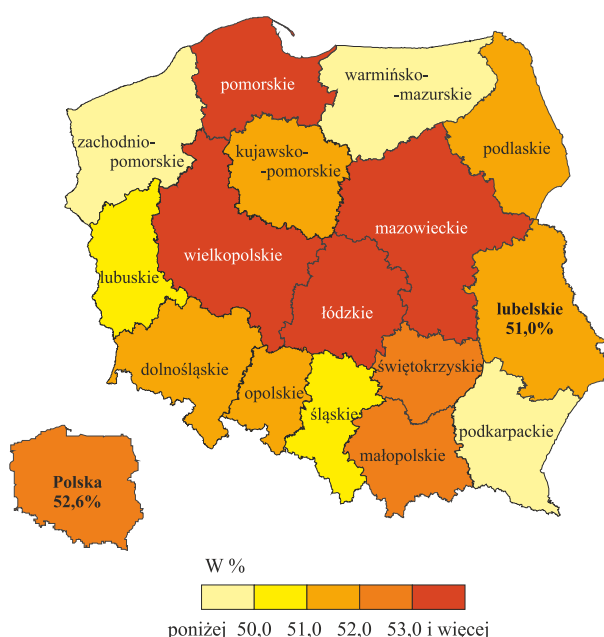 pomorskie
warmińsko-
-mazurskie
zachodnio-
pomorskie
kujawsko-
-pomorskie
podlaskie
mazowieckie
wielkopolskie
lubuskie
łódzkie
lubelskie
51,0%
dolnośląskie
opolskie
śląskie
świętokrzyskie
małopolskie
podkarpackie
Polska
52,6%
W %
poniżej 50,0 51,0 52,0 53,0 i więcej